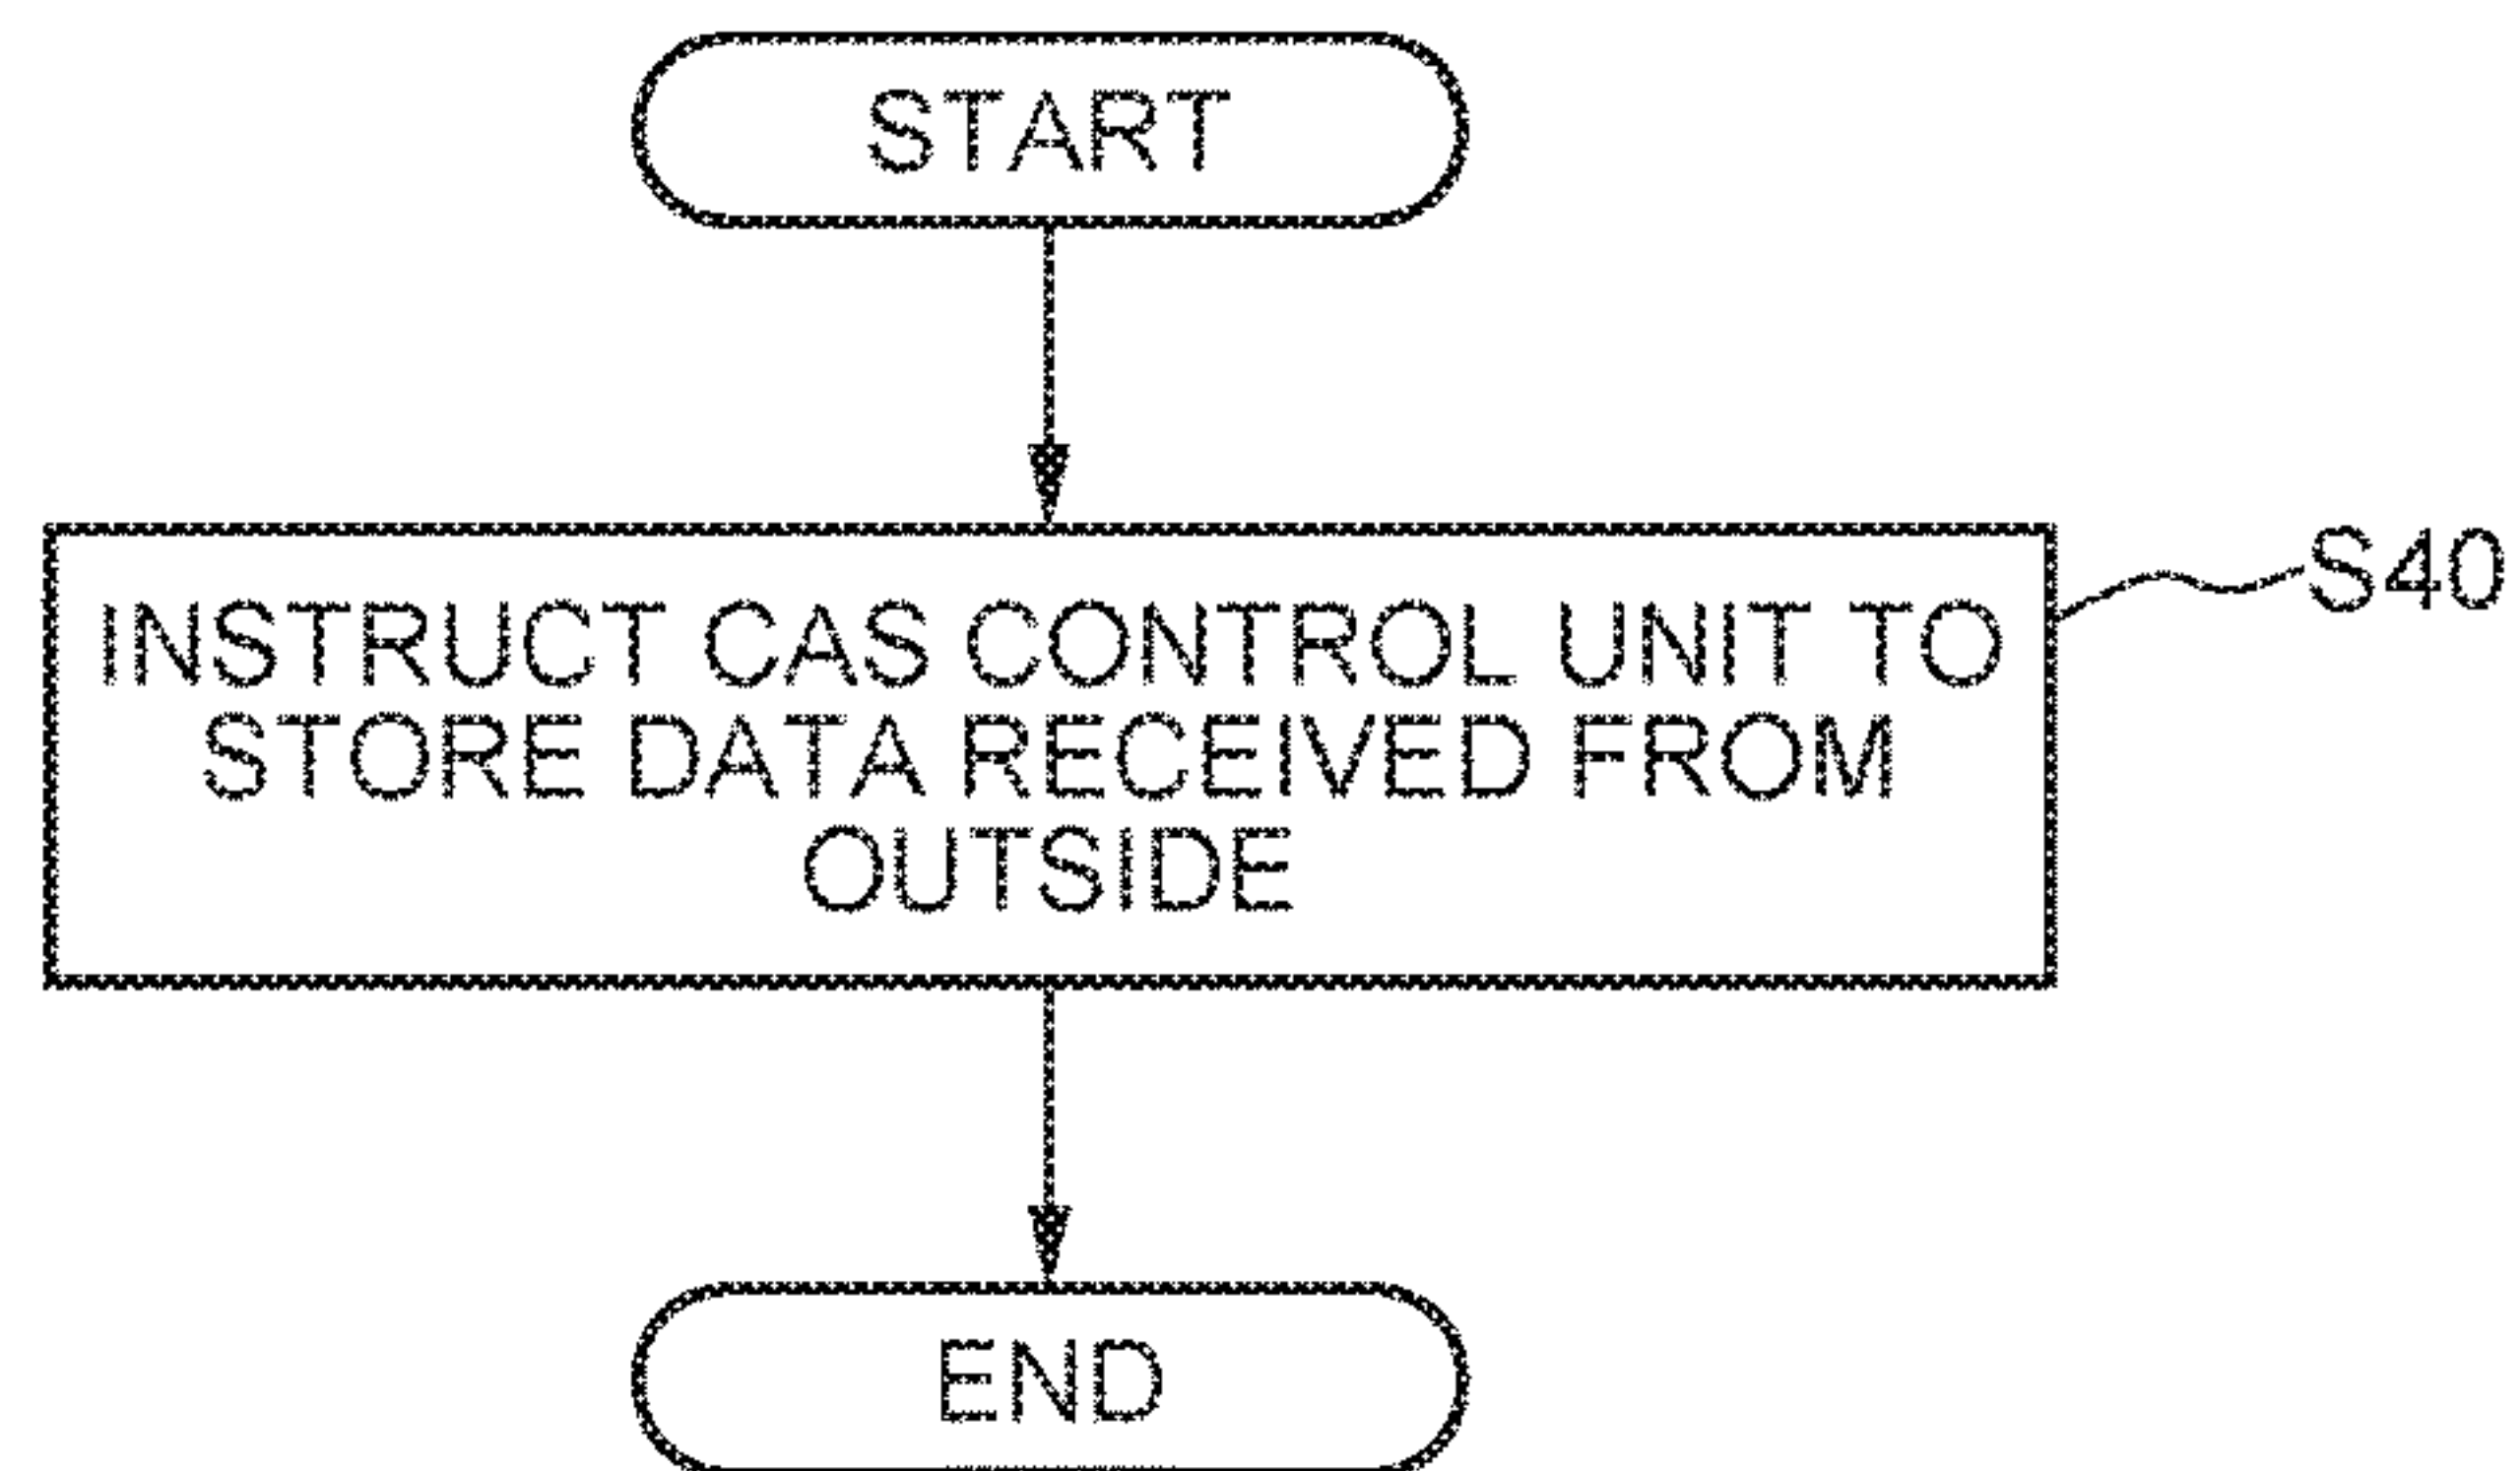 START
INSTRUCT CAS CONTROL UNIT TO
STORE DATA RECEIVED FROM
OUTSIDE
S40
END